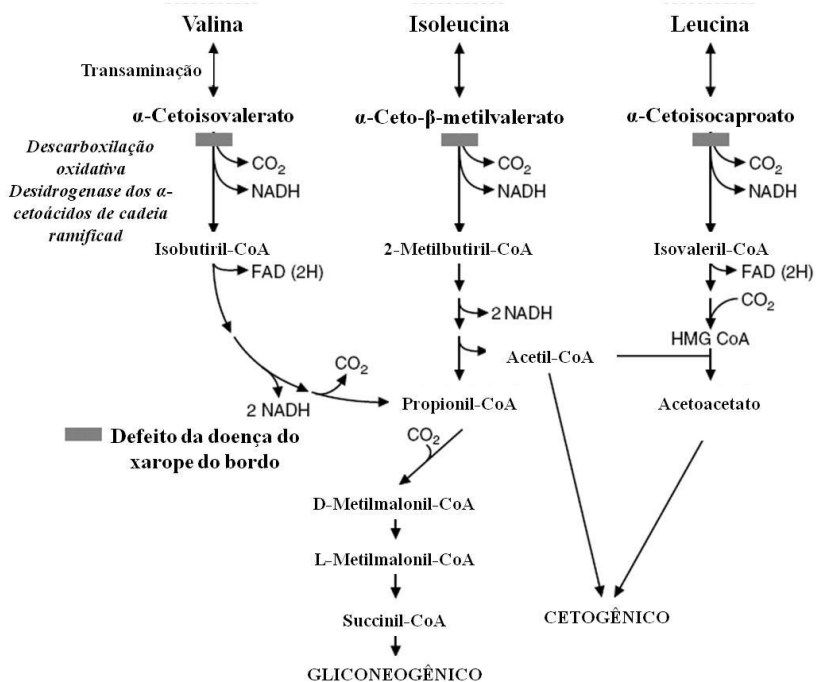 Valina
Isoleucina
Leucina
Transaminação
α-Cetoisovalerato
α-Ceto-β-metilvalerato
α-Cetoisocaproato
Descarboxilação
oxidativa
Desidrogenase dos α-
cetoácidos de cadeia
ramificad
CO₂
NADH
CO₂
NADH
CO₂
NADH
Isobutiril-CoA
2-Metilbutiril-CoA
Isovaleril-CoA
FAD (2H)
FAD (2H)
2 NADH
CO₂
HMG CoA
Acetil-CoA
CO₂
2 NADH
Propionil-CoA
Acetoacetato
Defeito da doença do
xarope do bordo
CO₂
D-Metilmalonil-CoA
L-Metilmalonil-CoA
Succinil-CoA
CETOGÊNICO
GLICONEOGÊNICO